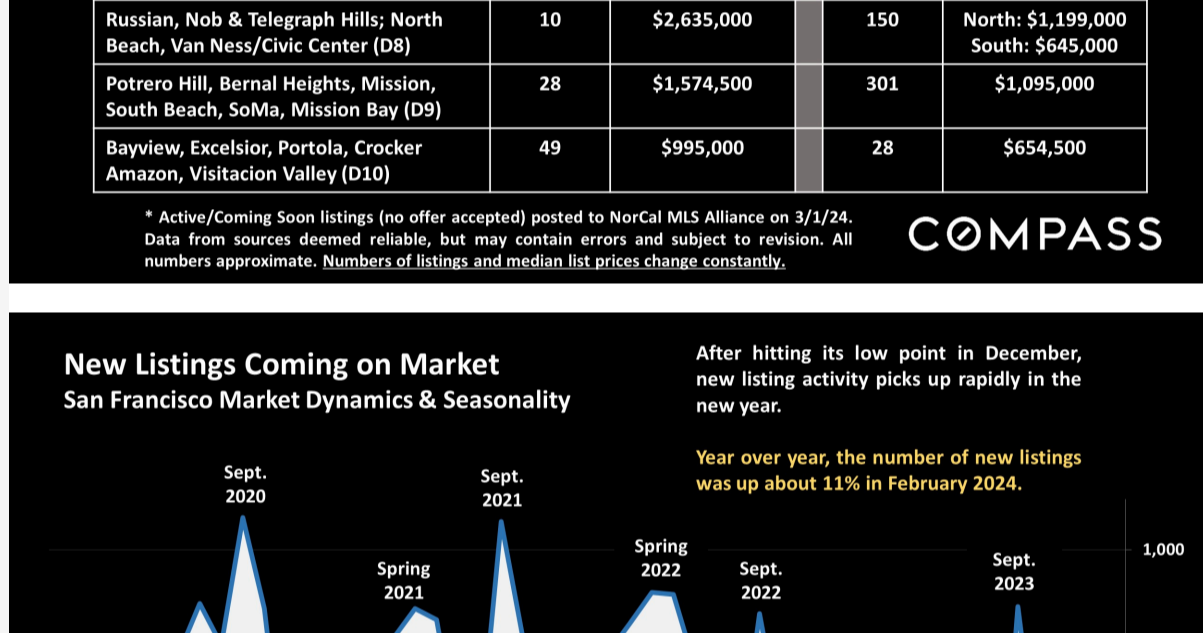 Russian, Nob & Telegraph Hills; North
Beach, Van Ness/Civic Center (D8)
10
$2,635,000
150
North: $1,199,000
South: $645,000
Potrero Hill, Bernal Heights, Mission,
South Beach, SoMa, Mission Bay (D9)
28
$1,574,500
301
$1,095,000
Bayview, Excelsior, Portola, Crocker
Amazon, Visitacion Valley (D10)
49
$995,000
28
$654,500
* Active/Coming Soon listings (no offer accepted) posted to NorCal MLS Alliance on 3/1/24.
Data from sources deemed reliable, but may contain errors and subject to revision. All
numbers approximate. Numbers of listings and median list prices change constantly.
COMPASS
New Listings Coming on Market
San Francisco Market Dynamics & Seasonality
After hitting its low point in December,
new listing activity picks up rapidly in the
new year.
Year over year, the number of new listings
was up about 11% in February 2024.
Sept.
2020
Spring
2021
Sept.
2021
Spring
2022
Sept.
2022
Sept.
2023
1,000